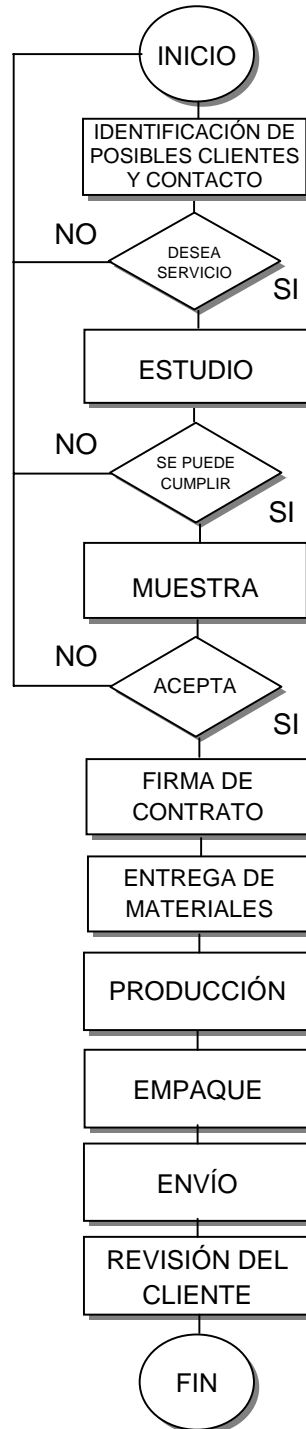 INICIO
IDENTIFICACIÓN DE
POSIBLES CLIENTES
Y CONTACTO
NO
DESEA
SERVICIO
SI
ESTUDIO
NO
SE PUEDE
CUMPLIR
SI
MUESTRA
NO
ACEPTA
SI
FIRMA DE
CONTRATO
ENTREGA DE
MATERIALES
PRODUCCIÓN
EMPAQUE
ENVÍO
REVISIÓN DEL
CLIENTE
FIN